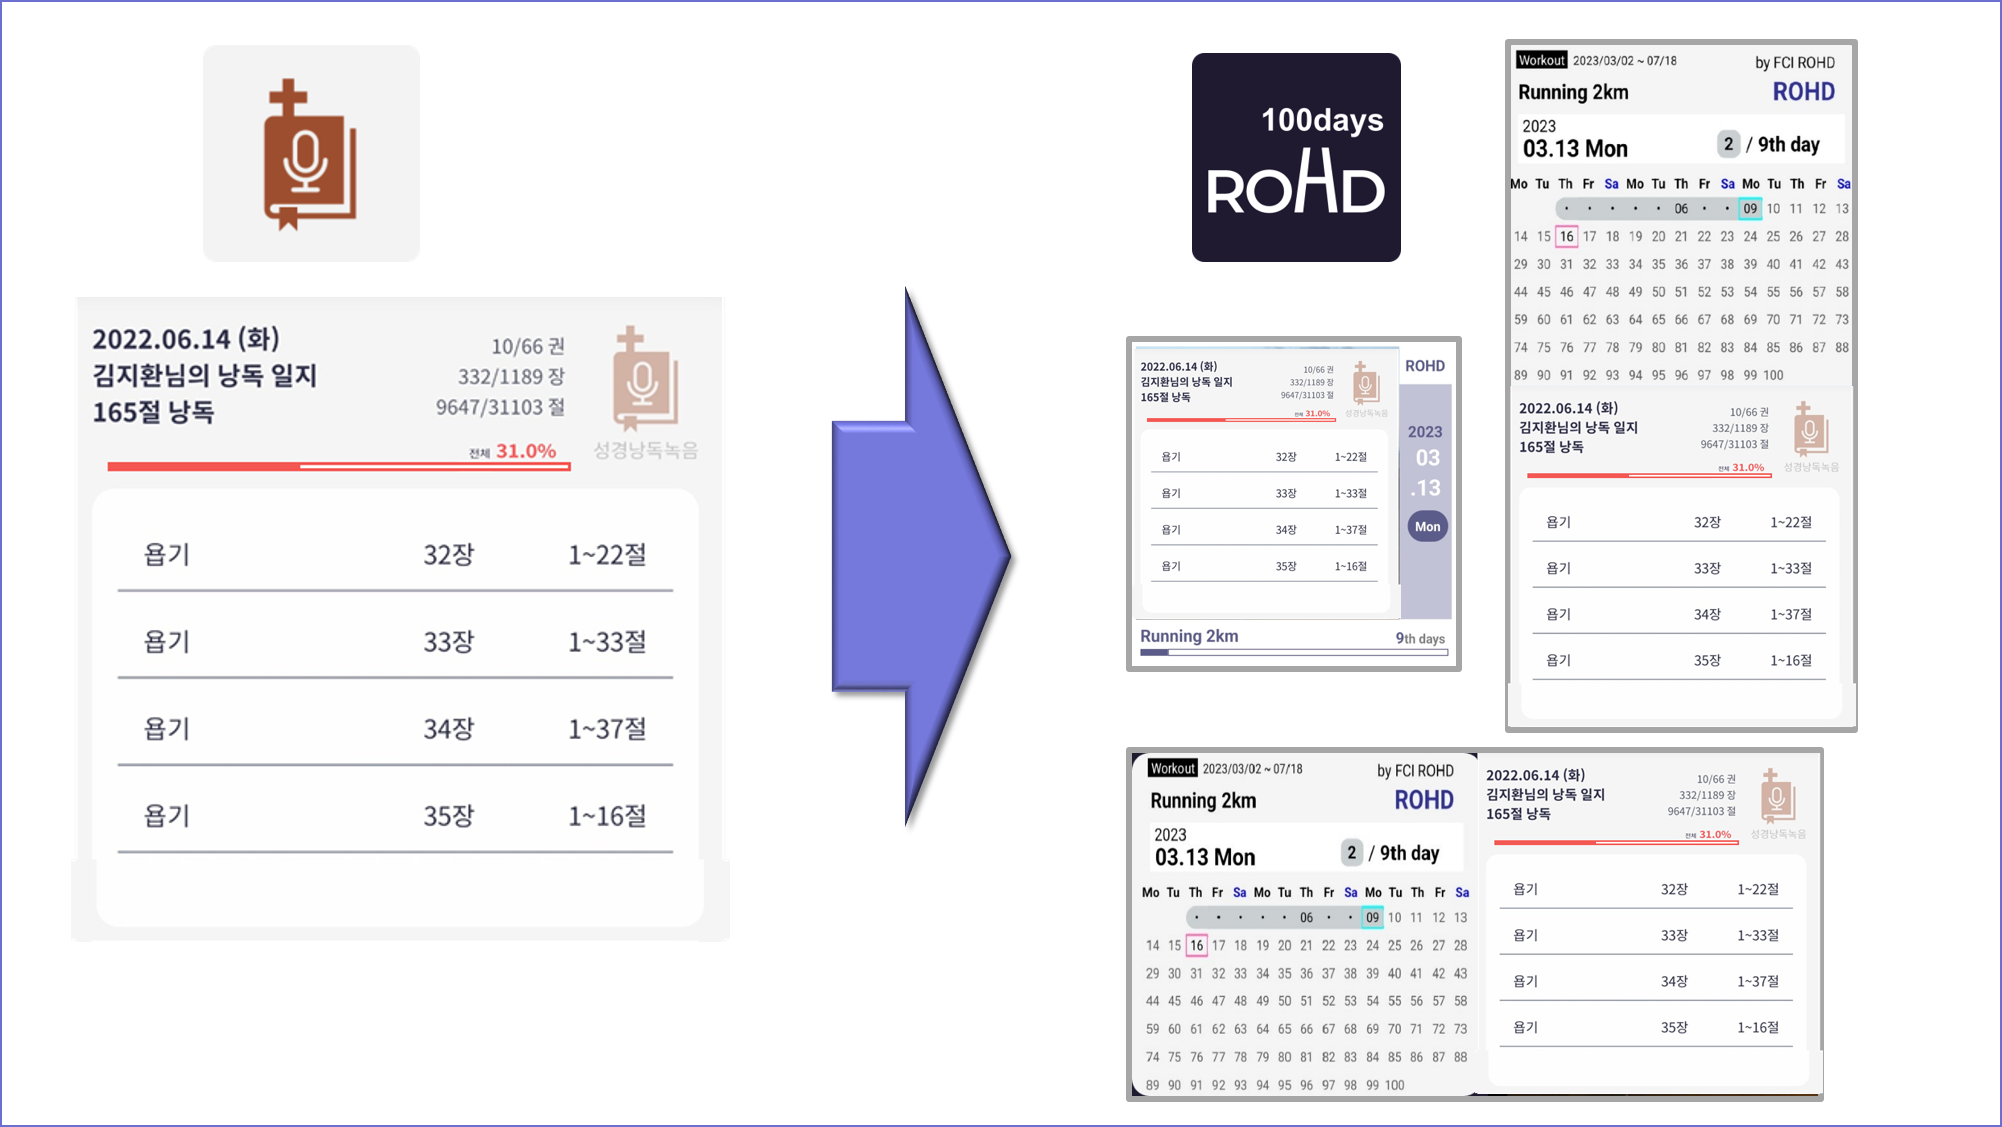 2022.06.14 (화)
김지환님의 낭독 일지
165절 낭독
10/66 권
332/1189 장
9647/31103 절
전체 31.0%
성경낭독녹음
욥기 32장 1~22절
욥기 33장 1~33절
욥기 34장 1~37절
욥기 35장 1~16절
100days
ROHD
2022.06.14 (화)
김지환님의 낭독 일지
165절 낭독
10/66 권
332/1189 장
9647/31103 절
전체 31.0%
성경낭독녹음
욥기 32장 1~22절
욥기 33장 1~33절
욥기 34장 1~37절
욥기 35장 1~16절
ROHD
2023
03
.13
Mon
Running 2km 9th days
Workout 2023/03/02 ~ 07/18 by FCI ROHD
Running 2km ROHD
2023
03.13 Mon 2 / 9th day
Mo Tu Th Fr Sa Mo Tu Th Fr Sa Mo Tu Th Fr Sa
• • • • • 06 • • 09 10 11 12 13
14 15 16 17 18 19 20 21 22 23 24 25 26 27 28
29 30 31 32 33 34 35 36 37 38 39 40 41 42 43
44 45 46 47 48 49 50 51 52 53 54 55 56 57 58
59 60 61 62 63 64 65 66 67 68 69 70 71 72 73
74 75 76 77 78 79 80 81 82 83 84 85 86 87 88
89 90 91 92 93 94 95 96 97 98 99 100
2022.06.14 (화)
김지환님의 낭독 일지
165절 낭독
10/66 권
332/1189 장
9647/31103 절
전체 31.0%
성경낭독녹음
욥기 32장 1~22절
욥기 33장 1~33절
욥기 34장 1~37절
욥기 35장 1~16절
Workout 2023/03/02 ~ 07/18 by FCI ROHD
Running 2km ROHD
2023
03.13 Mon 2 / 9th day
Mo Tu Th Fr Sa Mo Tu Th Fr Sa Mo Tu Th Fr Sa
• • • • • 06 • • 09 10 11 12 13
14 15 16 17 18 19 20 21 22 23 24 25 26 27 28
29 30 31 32 33 34 35 36 37 38 39 40 41 42 43
44 45 46 47 48 49 50 51 52 53 54 55 56 57 58
59 60 61 62 63 64 65 66 67 68 69 70 71 72 73
74 75 76 77 78 79 80 81 82 83 84 85 86 87 88
89 90 91 92 93 94 95 96 97 98 99 100
2022.06.14 (화)
김지환님의 낭독 일지
165절 낭독
10/66 권
332/1189 장
9647/31103 절
전체 31.0%
성경낭독녹음
욥기 32장 1~22절
욥기 33장 1~33절
욥기 34장 1~37절
욥기 35장 1~16절